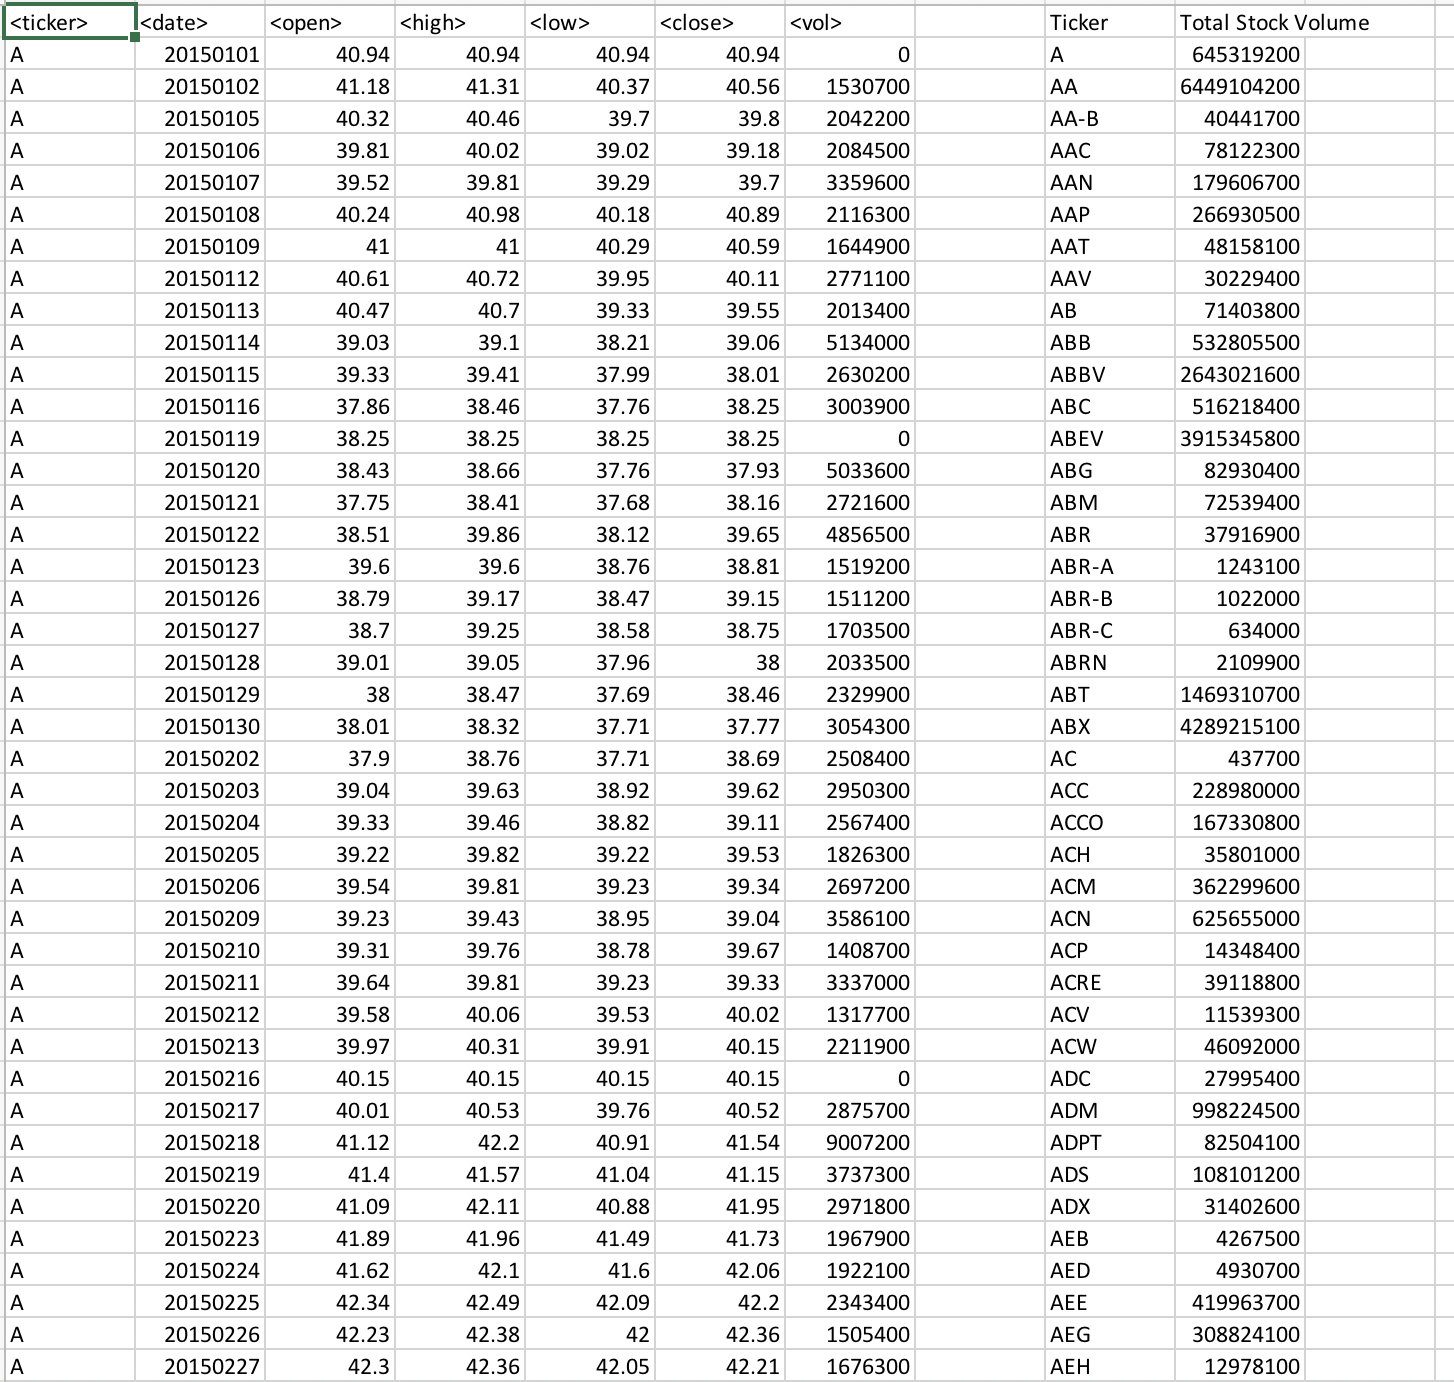 <ticker> <date> <open> <high> <low> <close> <vol> Ticker Total Stock Volume
A 20150101 40.94 40.94 40.94 40.94 0 A 645319200
A 20150102 41.18 41.31 40.37 40.56 1530700 AA 6449104200
A 20150105 40.32 40.46 39.7 39.8 2042200 AA-B 40441700
A 20150106 39.81 40.02 39.02 39.18 2084500 AAC 78122300
A 20150107 39.52 39.81 39.29 39.7 3359600 AAN 179606700
A 20150108 40.24 40.98 40.18 40.89 2116300 AAP 266930500
A 20150109 41 41 40.29 40.59 1644900 AAT 48158100
A 20150112 40.61 40.72 39.95 40.11 2771100 AAV 30229400
A 20150113 40.47 40.7 39.33 39.55 2013400 AB 71403800
A 20150114 39.03 39.1 38.21 39.06 5134000 ABB 532805500
A 20150115 39.33 39.41 37.99 38.01 2630200 ABBV 2643021600
A 20150116 37.86 38.46 37.76 38.25 3003900 ABC 516218400
A 20150119 38.25 38.25 38.25 38.25 0 ABEV 3915345800
A 20150120 38.43 38.66 37.76 37.93 5033600 ABG 82930400
A 20150121 37.75 38.41 37.68 38.16 2721600 ABM 72539400
A 20150122 38.51 39.86 38.12 39.65 4856500 ABR 37916900
A 20150123 39.6 39.6 38.76 38.81 1519200 ABR-A 1243100
A 20150126 38.79 39.17 38.47 39.15 1511200 ABR-B 1022000
A 20150127 38.7 39.25 38.58 38.75 1703500 ABR-C 634000
A 20150128 39.01 39.05 37.96 38 2033500 ABRN 2109900
A 20150129 38 38.47 37.69 38.46 2329900 ABT 1469310700
A 20150130 38.01 38.32 37.71 37.77 3054300 ABX 4289215100
A 20150202 37.9 38.76 37.71 38.69 2508400 AC 437700
A 20150203 39.04 39.63 38.92 39.62 2950300 ACC 228980000
A 20150204 39.33 39.46 38.82 39.11 2567400 ACCO 167330800
A 20150205 39.22 39.82 39.22 39.53 1826300 ACH 35801000
A 20150206 39.54 39.81 39.23 39.34 2697200 ACM 362299600
A 20150209 39.23 39.43 38.95 39.04 3586100 ACN 625655000
A 20150210 39.31 39.76 38.78 39.67 1408700 ACP 14348400
A 20150211 39.64 39.81 39.23 39.33 3337000 ACRE 39118800
A 20150212 39.58 40.06 39.53 40.02 1317700 ACV 11539300
A 20150213 39.97 40.31 39.91 40.15 2211900 ACW 46092000
A 20150216 40.15 40.15 40.15 40.15 0 ADC 27995400
A 20150217 40.01 40.53 39.76 40.52 2875700 ADM 998224500
A 20150218 41.12 42.2 40.91 41.54 9007200 ADPT 82504100
A 20150219 41.4 41.57 41.04 41.15 3737300 ADS 108101200
A 20150220 41.09 42.11 40.88 41.95 2971800 ADX 31402600
A 20150223 41.89 41.96 41.49 41.73 1967900 AEB 4267500
A 20150224 41.62 42.1 41.6 42.06 1922100 AED 4930700
A 20150225 42.34 42.49 42.09 42.2 2343400 AEE 419963700
A 20150226 42.23 42.38 42 42.36 1505400 AEG 308824100
A 20150227 42.3 42.36 42.05 42.21 1676300 AEH 12978100